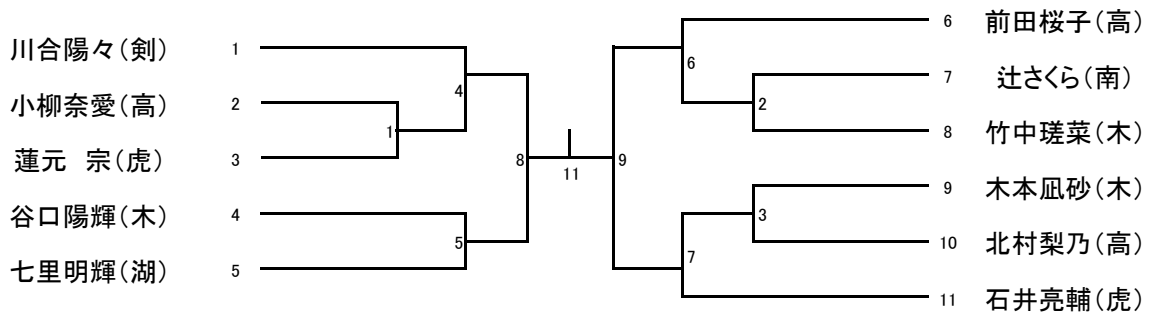 川合陽々(剣) 1
小柳奈愛(高) 2
蓮元 宗(虎) 3
谷口陽輝(木) 4
七里明輝(湖) 5
1
4
5
8
11
9
6
2
3
7
6 前田桜子(高)
7 辻さくら(南)
8 竹中瑳菜(木)
9 木本凪砂(木)
10 北村梨乃(高)
11 石井亮輔(虎)